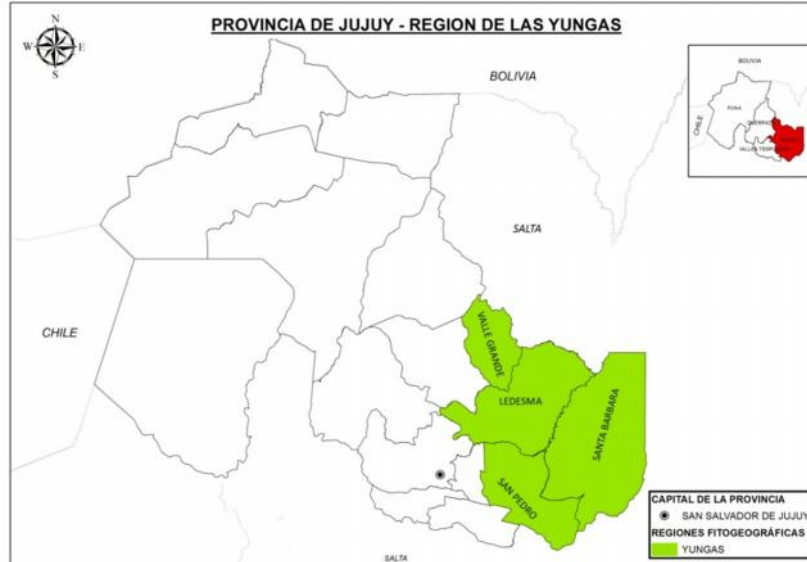 PROVINCIA DE JUJUY - REGION DE LAS YUNGAS
N
W E
S
BOLIVIA
BOLIVIA
PUNA
CHILE
SALTA
CHILE
VALLE GRANDE
LEDESMA
SANTA BARBARA
SAN PEDRO
SALTA
CAPITAL DE LA PROVINCIA
SAN SALVADOR DE JUJUY
REGIONES FITOGEOGRÁFICAS
YUNGAS